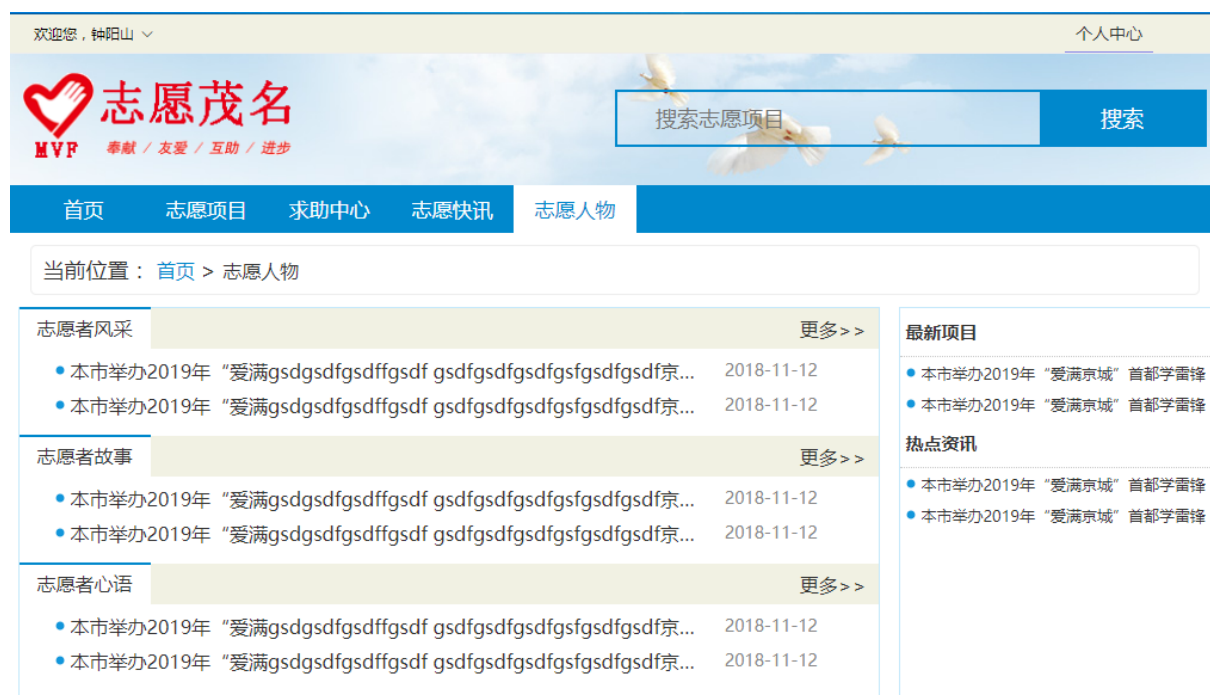 欢迎您，钟阳山
个人中心
志愿茂名
MVF 奉献 / 友爱 / 互助 / 进步
搜索志愿项目 搜索
首页 志愿项目 求助中心 志愿快讯 志愿人物
当前位置： 首页 > 志愿人物
志愿者风采 更多>>
本市举办2019年“爱满gsdgsdfgsdffgsdf gsdfgsdfgsdfgsfgsdfgsdf京... 2018-11-12
本市举办2019年“爱满gsdgsdfgsdffgsdf gsdfgsdfgsdfgsfgsdfgsdf京... 2018-11-12
志愿者故事 更多>>
本市举办2019年“爱满gsdgsdfgsdffgsdf gsdfgsdfgsdfgsfgsdfgsdf京... 2018-11-12
本市举办2019年“爱满gsdgsdfgsdffgsdf gsdfgsdfgsdfgsfgsdfgsdf京... 2018-11-12
志愿者心语 更多>>
本市举办2019年“爱满gsdgsdfgsdffgsdf gsdfgsdfgsdfgsfgsdfgsdf京... 2018-11-12
本市举办2019年“爱满gsdgsdfgsdffgsdf gsdfgsdfgsdfgsfgsdfgsdf京... 2018-11-12
最新项目
本市举办2019年“爱满京城”首都学雷锋
本市举办2019年“爱满京城”首都学雷锋
热点资讯
本市举办2019年“爱满京城”首都学雷锋
本市举办2019年“爱满京城”首都学雷锋